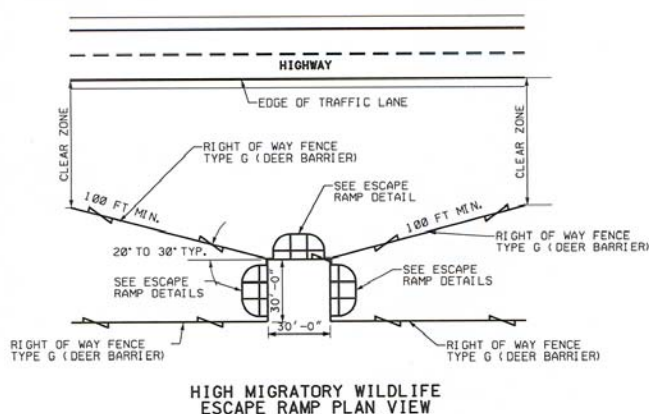 HIGHWAY
EDGE OF TRAFFIC LANE
CLEAR ZONE
CLEAR ZONE
RIGHT OF WAY FENCE
TYPE G (DEER BARRIER)
SEE ESCAPE
RAMP DETAIL
100 FT MIN.
100 FT MIN.
RIGHT OF WAY FENCE
TYPE G (DEER BARRIER)
20° TO 30° TYP.
SEE ESCAPE
RAMP DETAILS
30'-0"
SEE ESCAPE
RAMP DETAILS
30'-0"
RIGHT OF WAY FENCE
TYPE G (DEER BARRIER)
RIGHT OF WAY FENCE
TYPE G (DEER BARRIER)
HIGH MIGRATORY WILDLIFE
ESCAPE RAMP PLAN VIEW